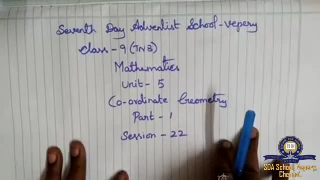 Seventh Day Adventist School-vepery
class-9 (TNB)
Mathematics
Unit-5
Co-ordinate Geometry
Part-1
Session-22
SDA School Vepery,
Chennai